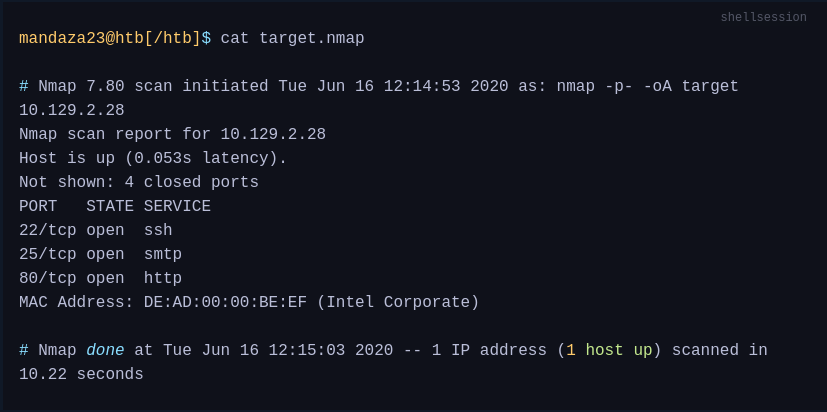 shellsession
mandaza23@htb[/htb]$ cat target.nmap
# Nmap 7.80 scan initiated Tue Jun 16 12:14:53 2020 as: nmap -p- -oA target
10.129.2.28
Nmap scan report for 10.129.2.28
Host is up (0.053s latency).
Not shown: 4 closed ports
PORT   STATE SERVICE
22/tcp open  ssh
25/tcp open  smtp
80/tcp open  http
MAC Address: DE:AD:00:00:BE:EF (Intel Corporate)
# Nmap done at Tue Jun 16 12:15:03 2020 -- 1 IP address (1 host up) scanned in
10.22 seconds